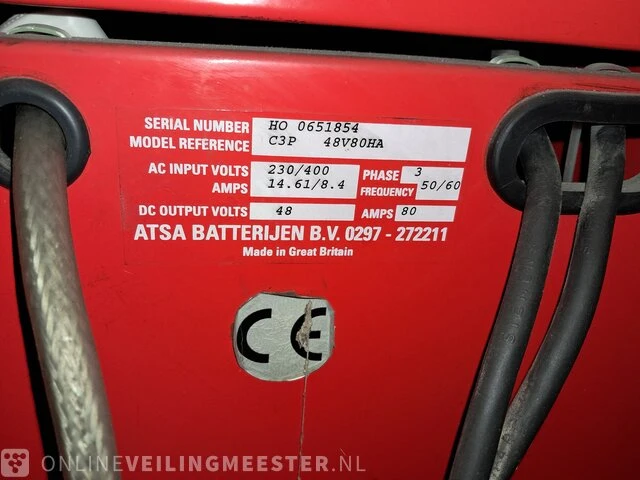 SERIAL NUMBER HO 0651854
MODEL REFERENCE C3P 48V80HA
AC INPUT VOLTS 230/400 PHASE 3
AMPS 14.61/8.4 FREQUENCY 50/60
DC OUTPUT VOLTS 48 AMPS 80
ATSA BATTERIJEN B.V. 0297 - 272211
Made in Great Britain
CE
ONLINEVEILINGMEESTER.NL